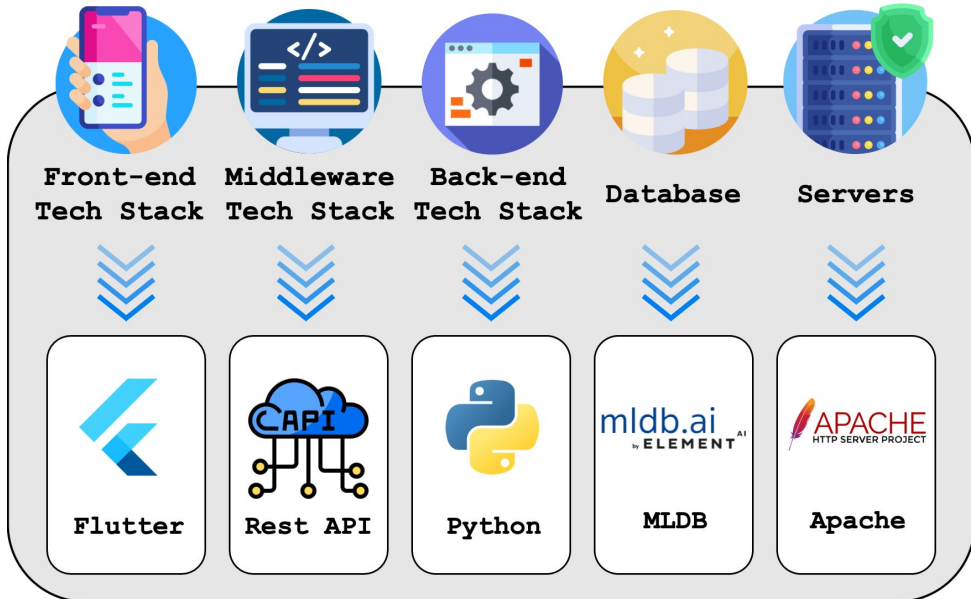 </>
Front-end
Tech Stack
Middleware
Tech Stack
Back-end
Tech Stack
Database
Servers
API
mldb.ai
by ELEMENT AI
APACHE
HTTP SERVER PROJECT
Flutter
Rest API
Python
MLDB
Apache